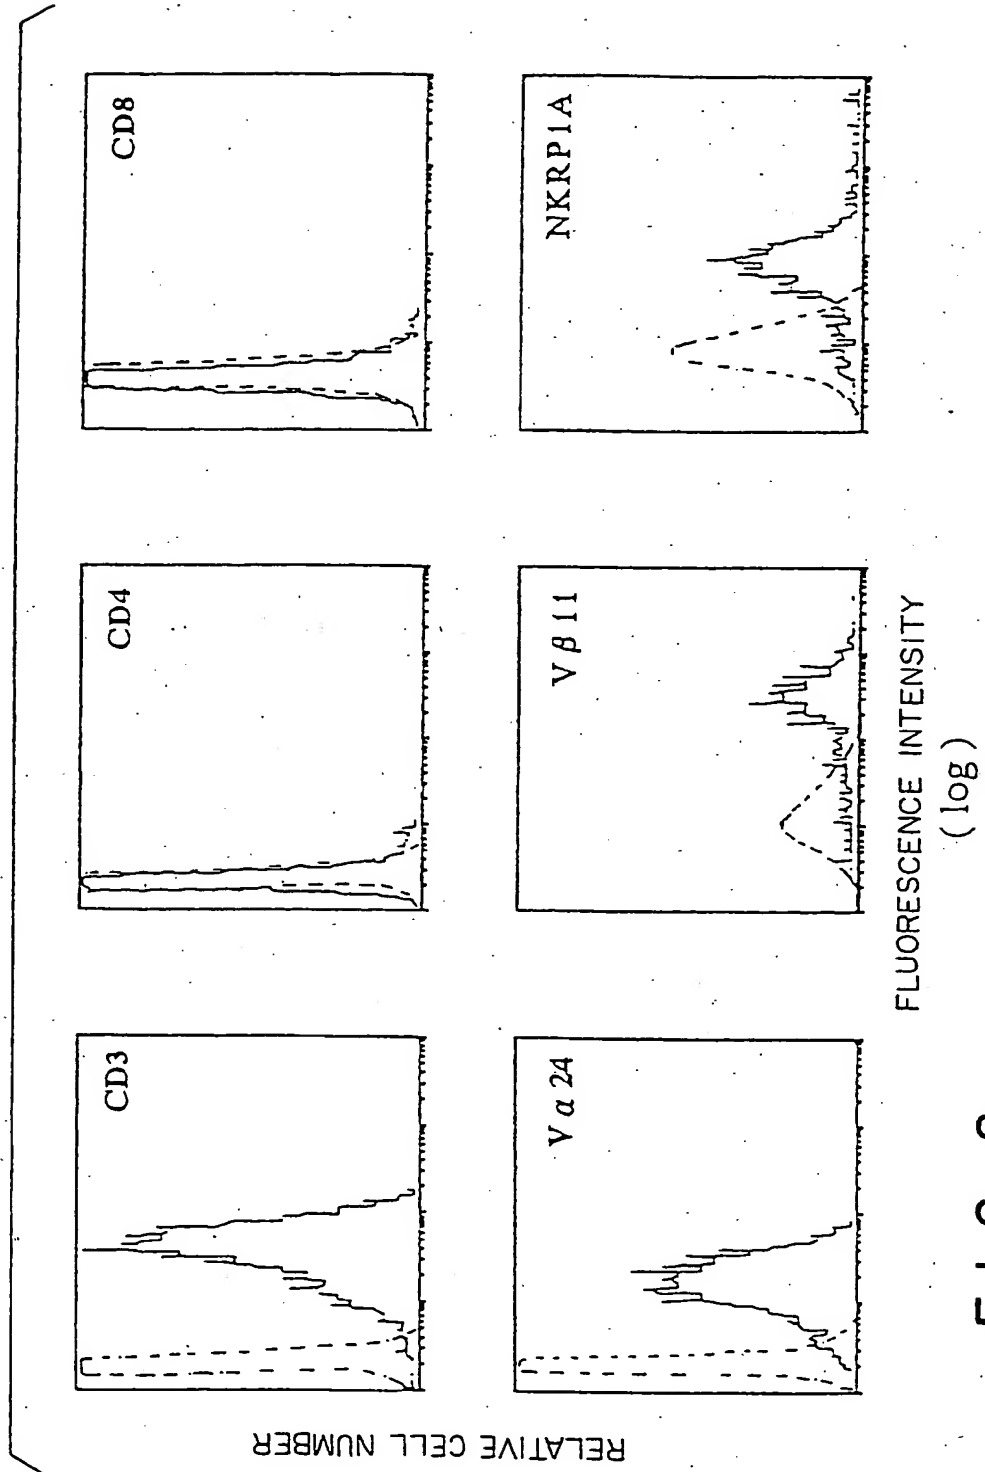 CD3
CD4
CD8
Vα24
Vβ11
NKRP1A
RELATIVE CELL NUMBER
FLUORESCENCE INTENSITY
(log)